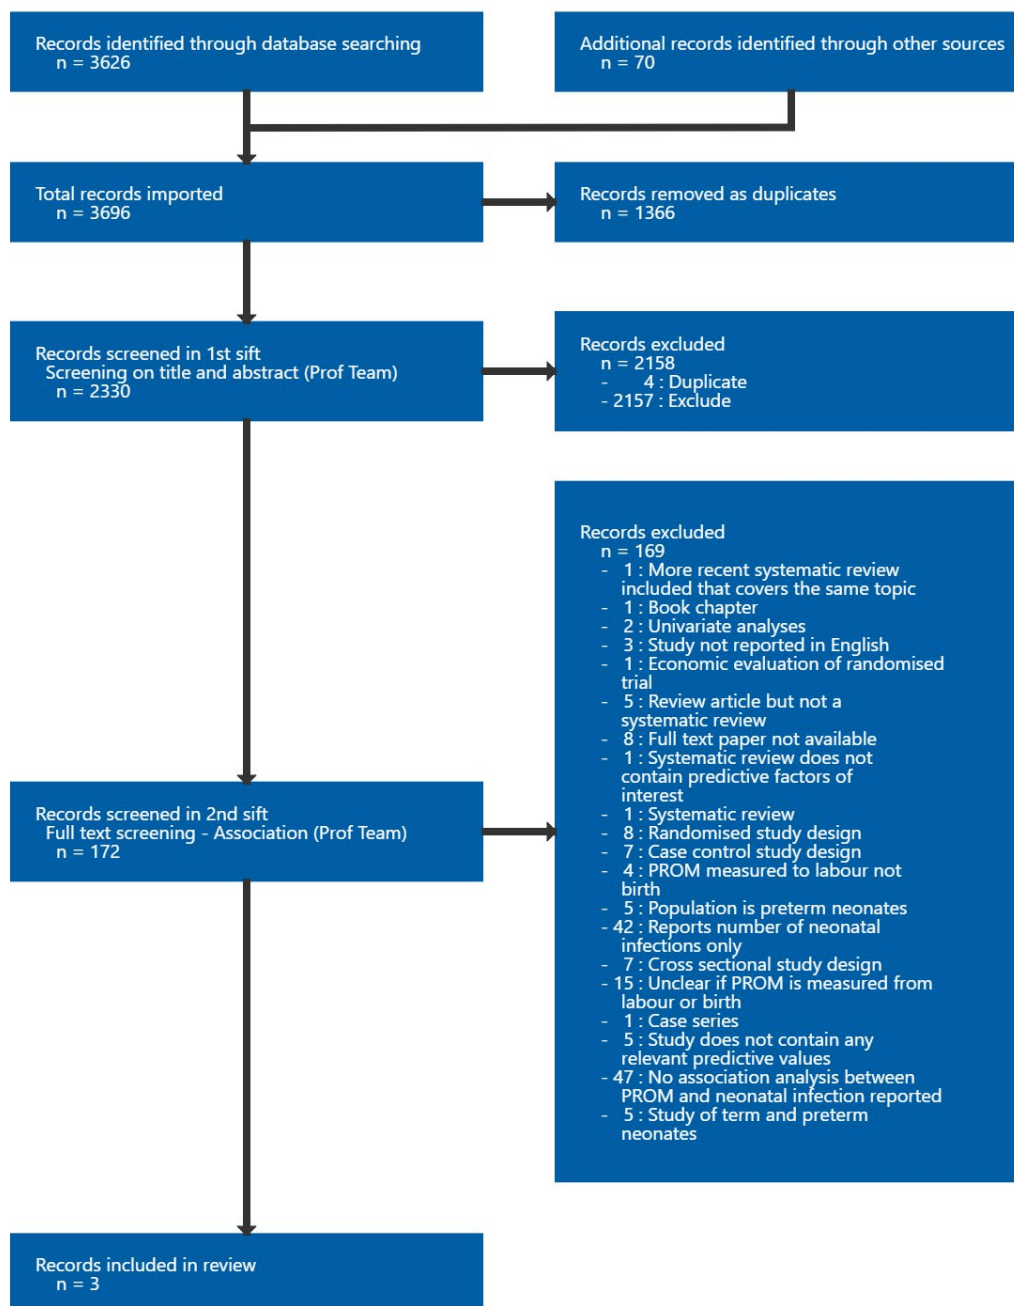 Records identified through database searching
n = 3626
Additional records identified through other sources
n = 70
Total records imported
n = 3696
Records removed as duplicates
n = 1366
Records screened in 1st sift
Screening on title and abstract (Prof Team)
n = 2330
Records excluded
n = 2158
- 4 : Duplicate
- 2157 : Exclude
Records screened in 2nd sift
Full text screening - Association (Prof Team)
n = 172
Records excluded
n = 169
- 1 : More recent systematic review
included that covers the same topic
- 1 : Book chapter
- 2 : Univariate analyses
- 3 : Study not reported in English
- 1 : Economic evaluation of randomised
trial
- 5 : Review article but not a
systematic review
- 8 : Full text paper not available
- 1 : Systematic review does not
contain predictive factors of
interest
- 1 : Systematic review
- 8 : Randomised study design
- 7 : Case control study design
- 4 : PROM measured to labour not
birth
- 5 : Population is preterm neonates
- 42 : Reports number of neonatal
infections only
- 7 : Cross sectional study design
- 15 : Unclear if PROM is measured from
labour or birth
- 1 : Case series
- 5 : Study does not contain any
relevant predictive values
- 47 : No association analysis between
PROM and neonatal infection reported
- 5 : Study of term and preterm
neonates
Records included in review
n = 3